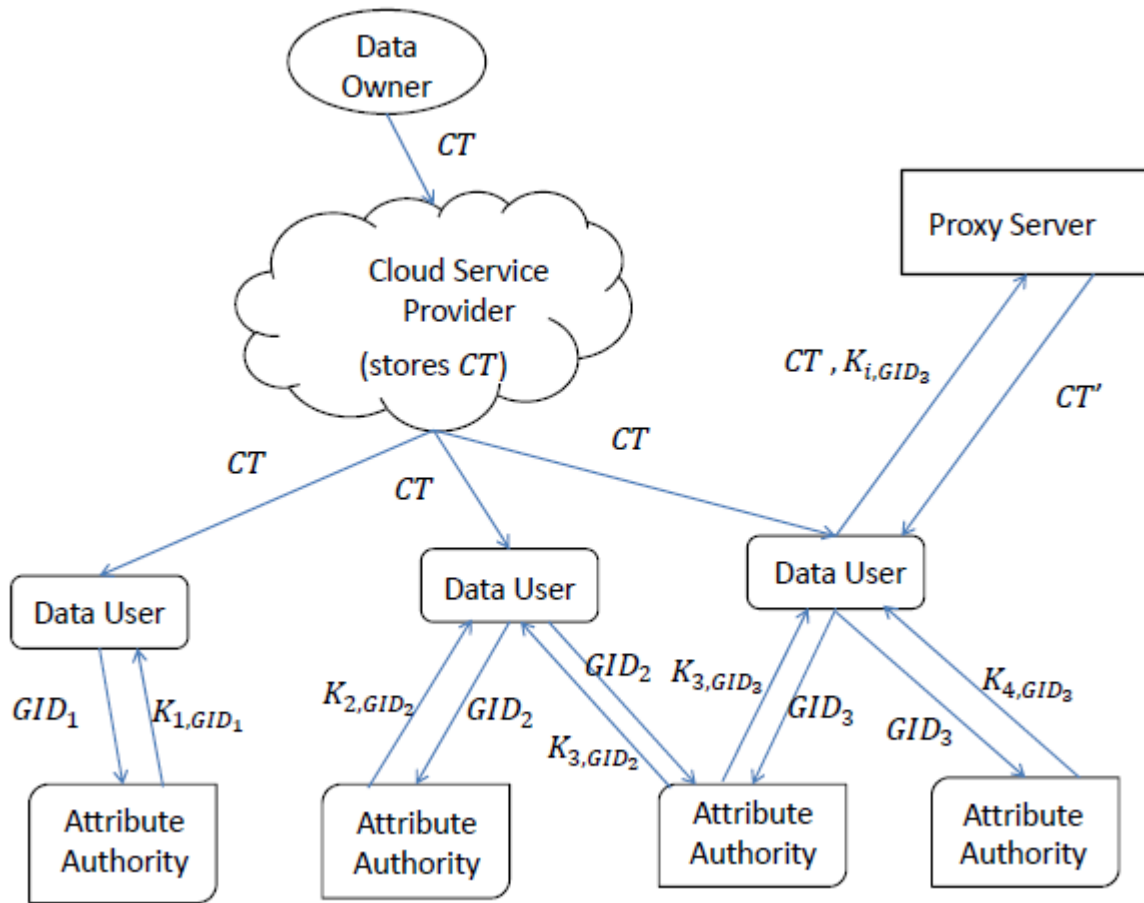 Data
Owner
CT
Cloud Service
Provider
(stores CT)
Proxy Server
CT , K_{i,GID_3}
CT'
CT
CT
CT
Data User
Data User
Data User
GID_1
K_{1,GID_1}
K_{2,GID_2}
GID_2
GID_2
K_{3,GID_2}
K_{3,GID_3}
GID_3
GID_3
K_{4,GID_3}
Attribute
Authority
Attribute
Authority
Attribute
Authority
Attribute
Authority